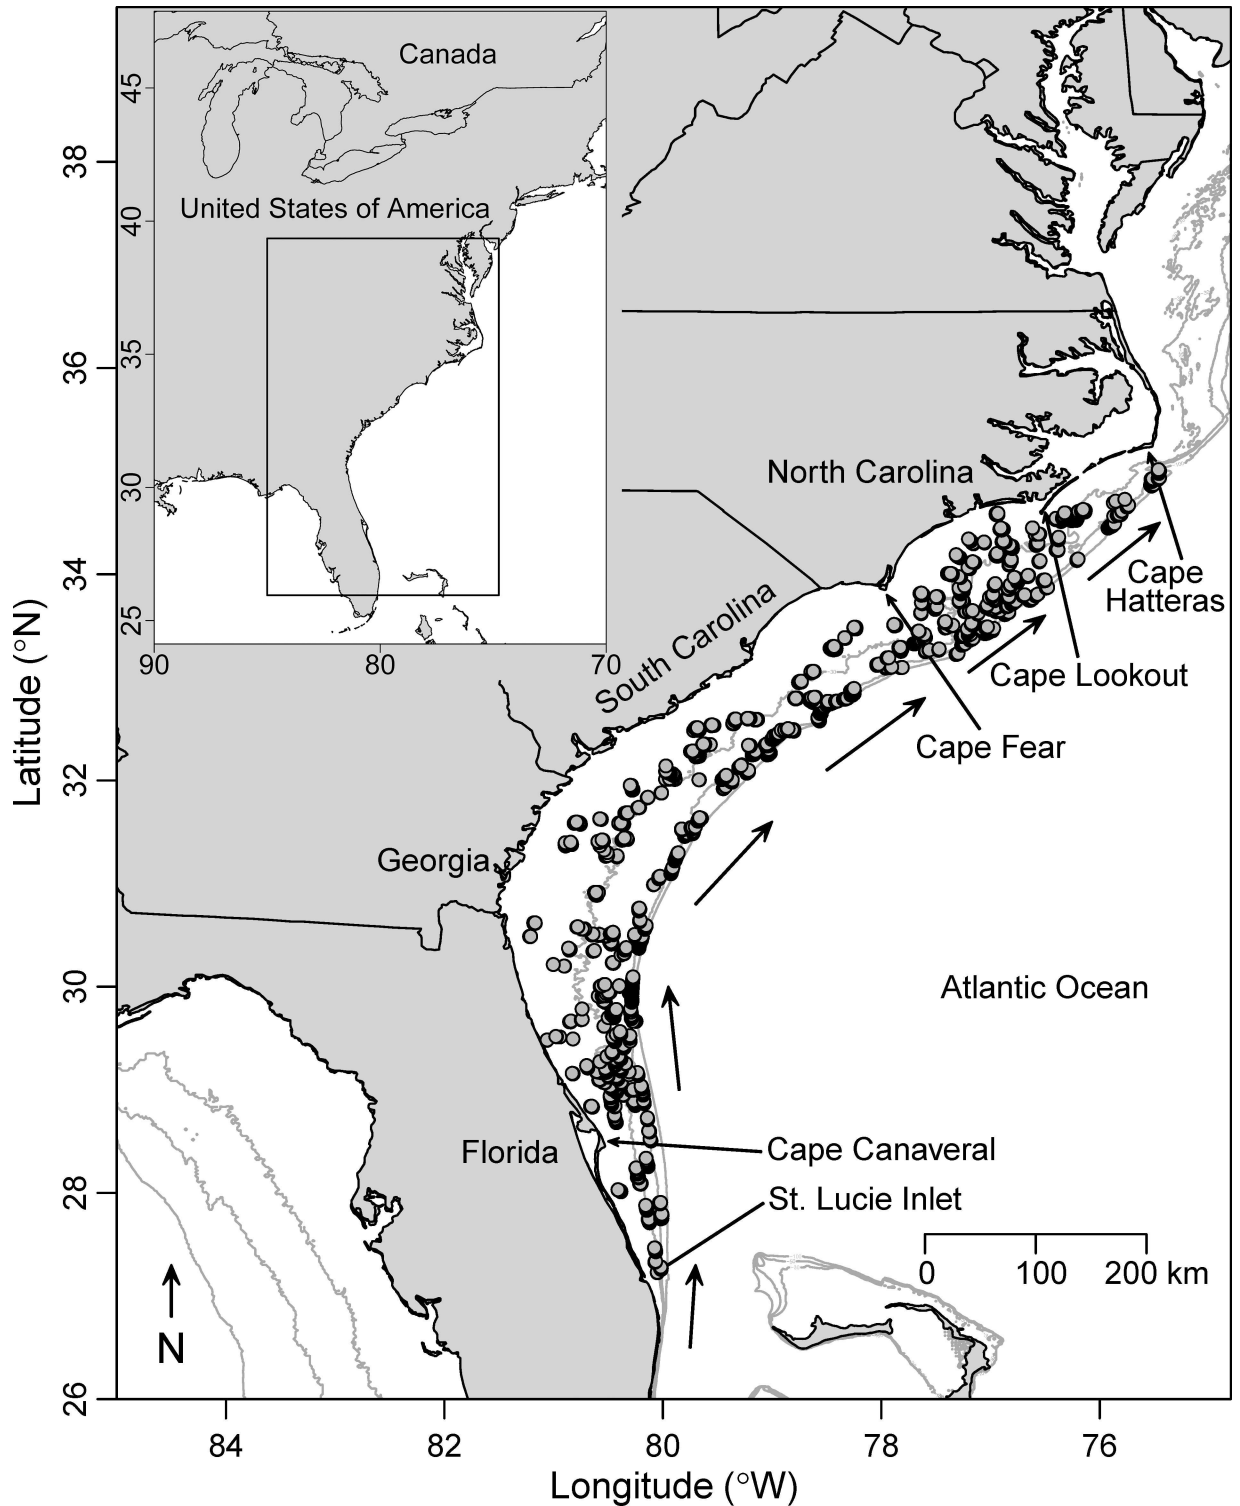 Canada
United States of America
45
40
35
30
25
90
80
70
38
36
34
32
30
28
26
Latitude (°N)
North Carolina
South Carolina
Cape
Hatteras
Cape Lookout
Cape Fear
Georgia
Atlantic Ocean
Florida
Cape Canaveral
St. Lucie Inlet
0
100
200 km
N
84
82
80
78
76
Longitude (°W)